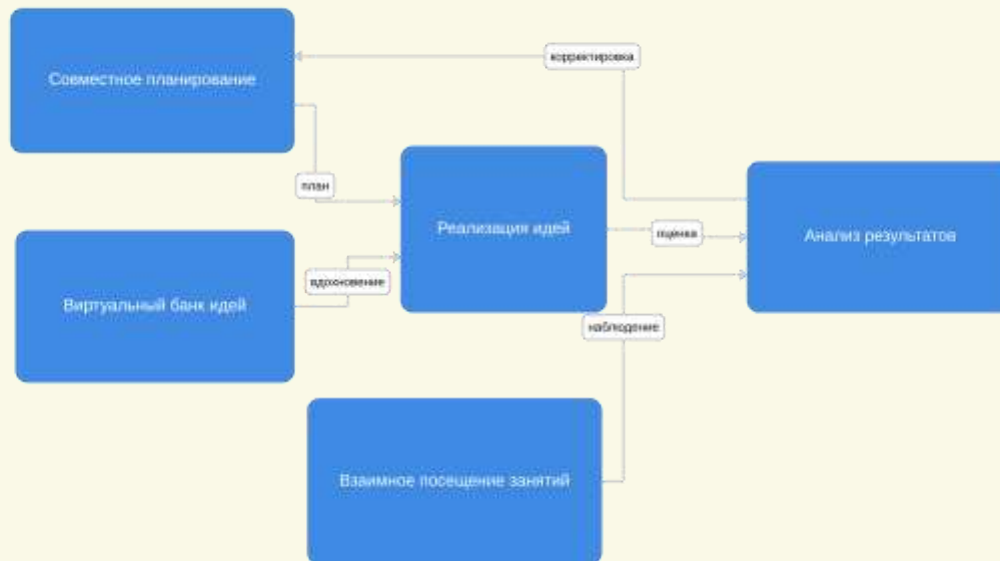 Совместное планирование
корректировка
план
Реализация идей
оценка
Анализ результатов
Виртуальный банк идей
вдохновение
наблюдение
Взаимное посещение занятий